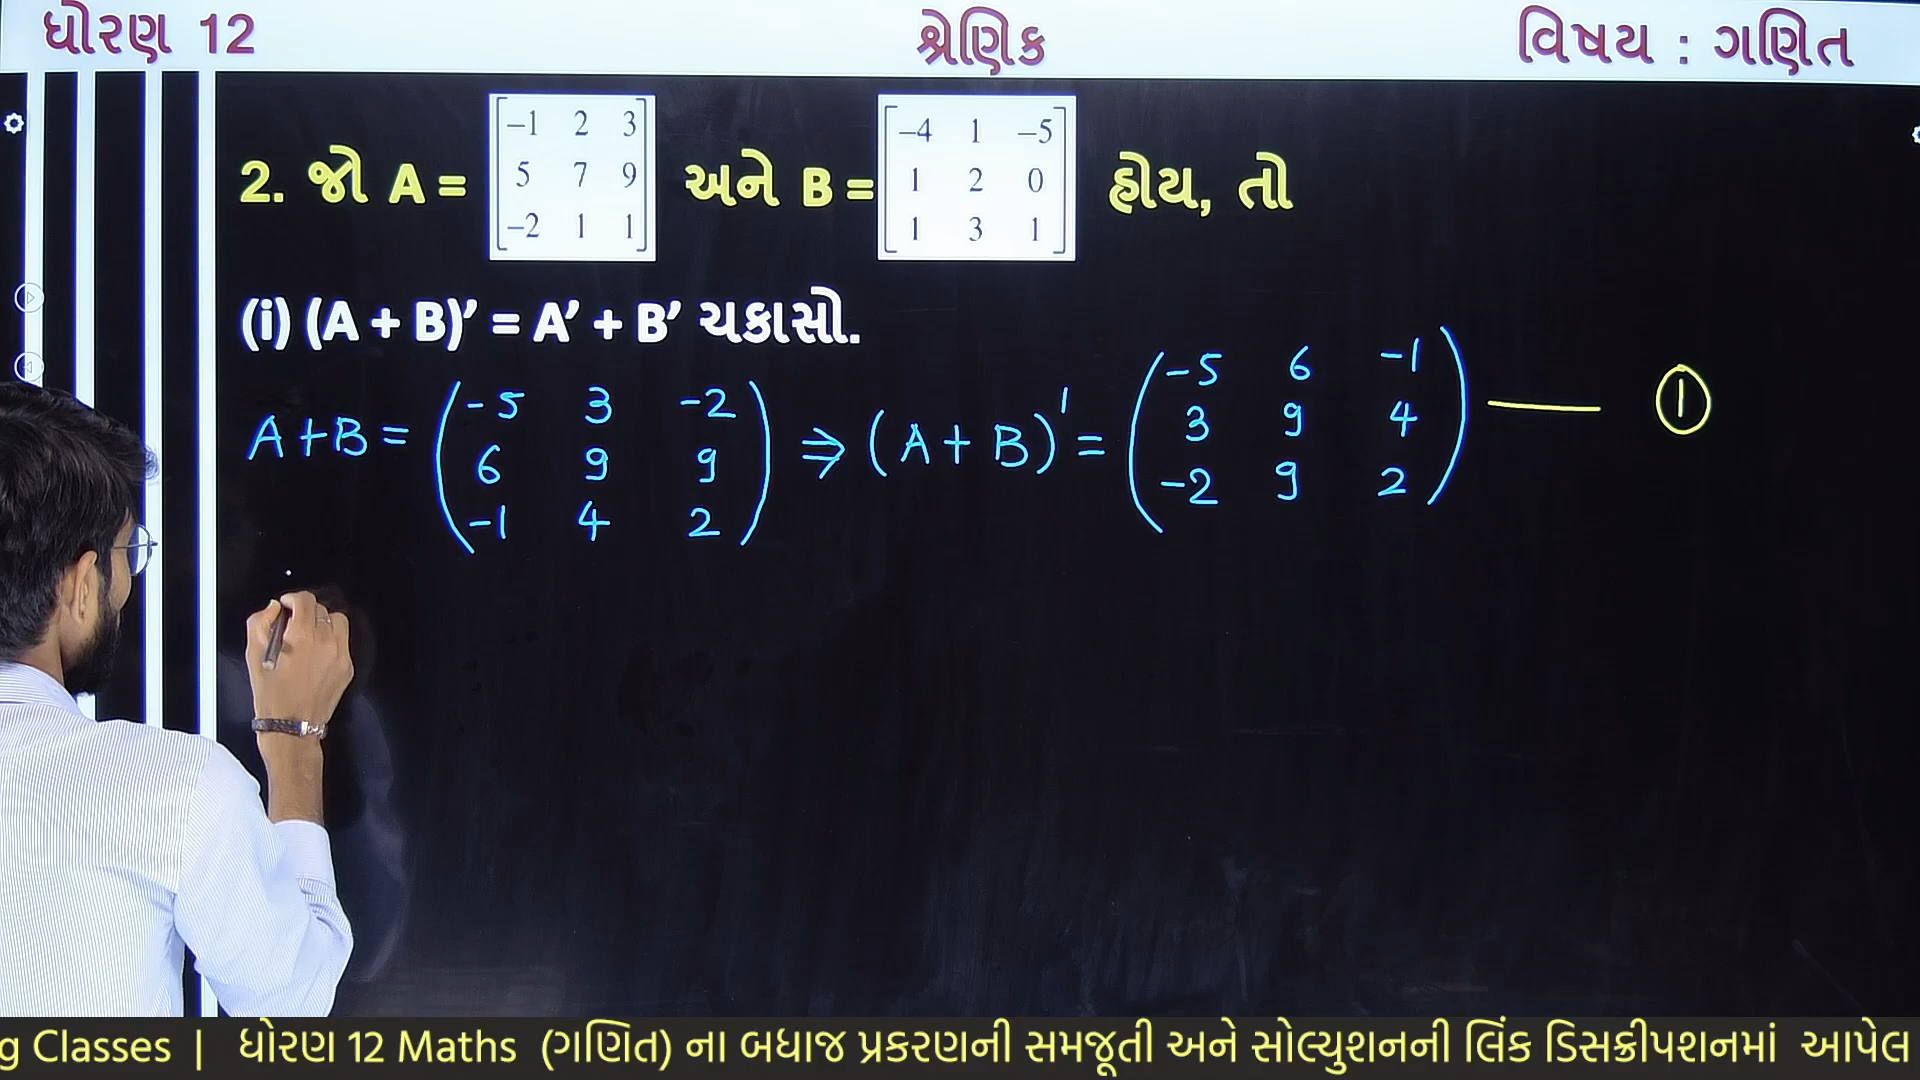 ધોરણ 12 શ્રેણિક વિષય : ગણિત
2. જો A = [−1 2 3 અને B = [−4 1 −5 હોય, તો
5 7 9 1 2 0
−2 1 1] 1 3 1]
(i) (A + B)′ = A′ + B′ ચકાસો.
A+B = (-5 3 -2 ⇒ (A+B)' = (-5 6 -1 —— ①
6 9 9 3 9 4
-1 4 2) -2 9 2)
g Classes | ધોરણ 12 Maths (ગણિત) ના બધાજ પ્રકરણની સમજૂતી અને સોલ્યુશનની લિંક ડિસક્રીપશનમાં આપેલ